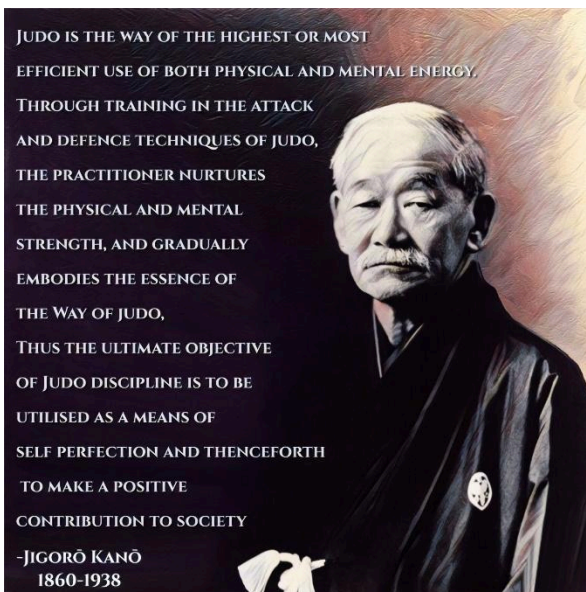 Judo is the way of the highest or most
efficient use of both physical and mental energy.
Through training in the attack
and defence techniques of judo,
the practitioner nurtures
the physical and mental
strength, and gradually
embodies the essence of
the Way of judo,
Thus the ultimate objective
of Judo discipline is to be
utilised as a means of
self perfection and thenceforth
to make a positive
contribution to society
-Jigorō Kanō
1860-1938